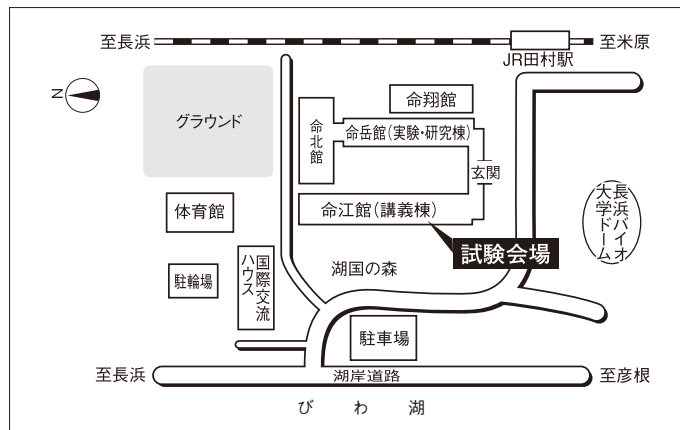 至長浜
至米原
JR田村駅
N
グラウンド
命翔館
命北館
命岳館(実験・研究棟)
玄関
体育館
命江館(講義棟)
長浜バイオ
大学ドーム
試験会場
駐輪場
国際交流
ハウス
湖国の森
駐車場
至長浜
湖岸道路
至彦根
びわ湖